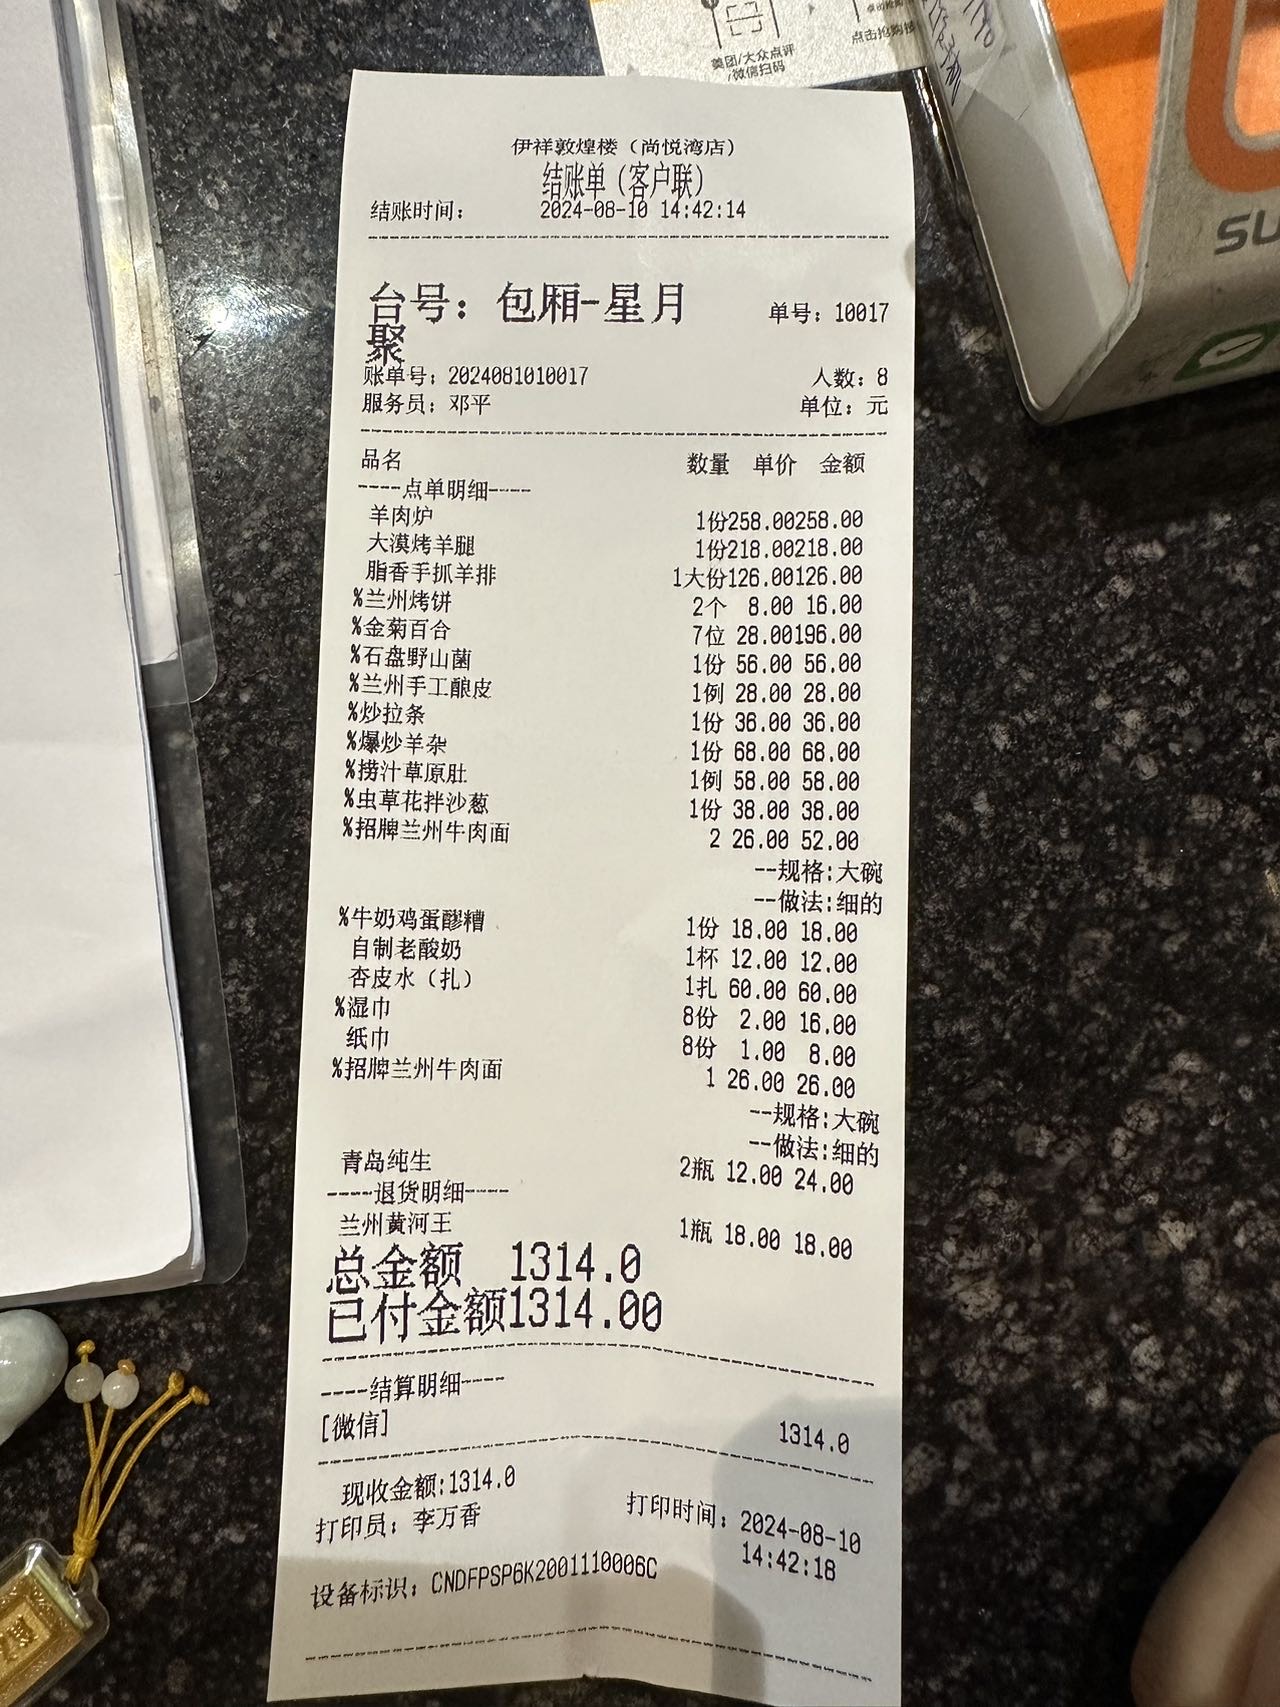 美团/大众点评
/微信扫码
点击抢购
SU
伊祥敦煌楼（尚悦湾店）
结账单（客户联）
结账时间： 2024-08-10 14:42:14
台号：包厢-星月 单号：10017
聚
账单号：2024081010017 人数：8
服务员：邓平 单位：元
品名 数量 单价 金额
----点单明细----
羊肉炉 1份258.00258.00
大漠烤羊腿 1份218.00218.00
脂香手抓羊排 1大份126.00126.00
%兰州烤饼 2个 8.00 16.00
%金菊百合 7位 28.00196.00
%石盘野山菌 1份 56.00 56.00
%兰州手工酿皮 1例 28.00 28.00
%炒拉条 1份 36.00 36.00
%爆炒羊杂 1份 68.00 68.00
%捞汁草原肚 1例 58.00 58.00
%虫草花拌沙葱 1份 38.00 38.00
%招牌兰州牛肉面 2 26.00 52.00
--规格:大碗
--做法:细的
%牛奶鸡蛋醪糟 1份 18.00 18.00
自制老酸奶 1杯 12.00 12.00
杏皮水（扎） 1扎 60.00 60.00
%湿巾 8份 2.00 16.00
纸巾 8份 1.00 8.00
%招牌兰州牛肉面 1 26.00 26.00
--规格:大碗
--做法:细的
青岛纯生 2瓶 12.00 24.00
----退货明细----
兰州黄河王 1瓶 18.00 18.00
总金额 1314.0
已付金额1314.00
----结算明细----
[微信] 1314.0
现收金额:1314.0
打印员：李万香 打印时间：2024-08-10
14:42:18
设备标识：CNDFPSP6K2001110006C